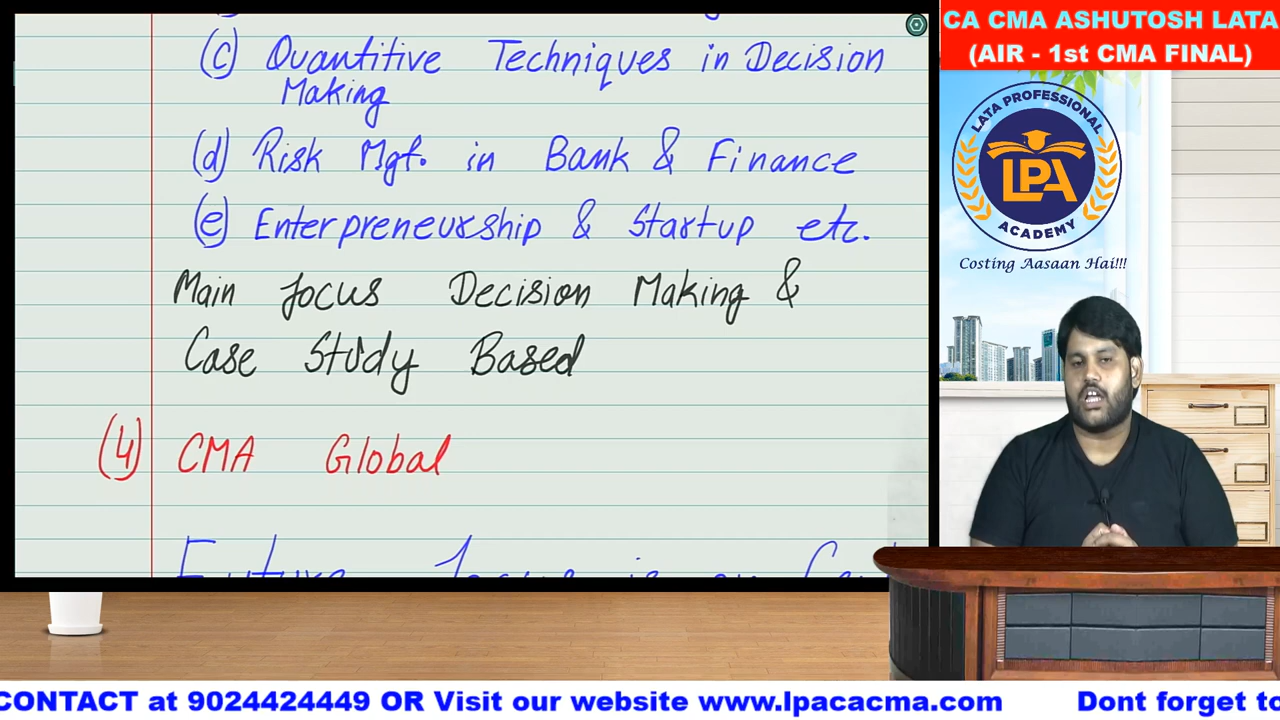 (c) Quantitive Techniques in Decision
Making
(d) Risk Mgt. in Bank & Finance
(e) Enterpreneurship & Startup etc.
Main focus Decision Making &
Case Study Based
(4) CMA Global
CA CMA ASHUTOSH LATA
(AIR - 1st CMA FINAL)
LATA PROFESSIONAL
LPA
ACADEMY
Costing Aasaan Hai!!!
CONTACT at 9024424449 OR Visit our website www.lpacacma.com Dont forget to